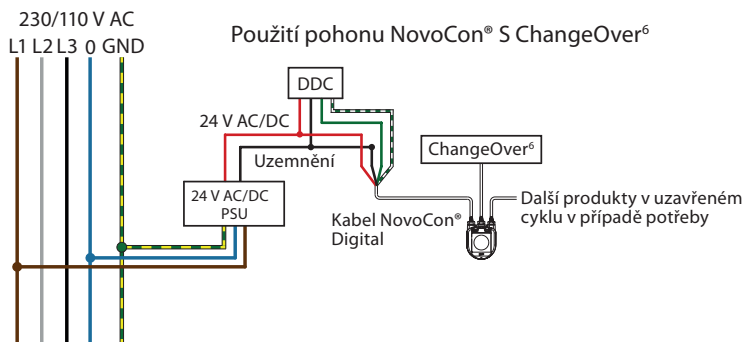 230/110 V AC
L1 L2 L3 0 GND
Použití pohonu NovoCon® S ChangeOver⁶
DDC
24 V AC/DC
Uzemnění
ChangeOver⁶
24 V AC/DC
PSU
Kabel NovoCon®
Digital
Další produkty v uzavřeném
cyklu v případě potřeby